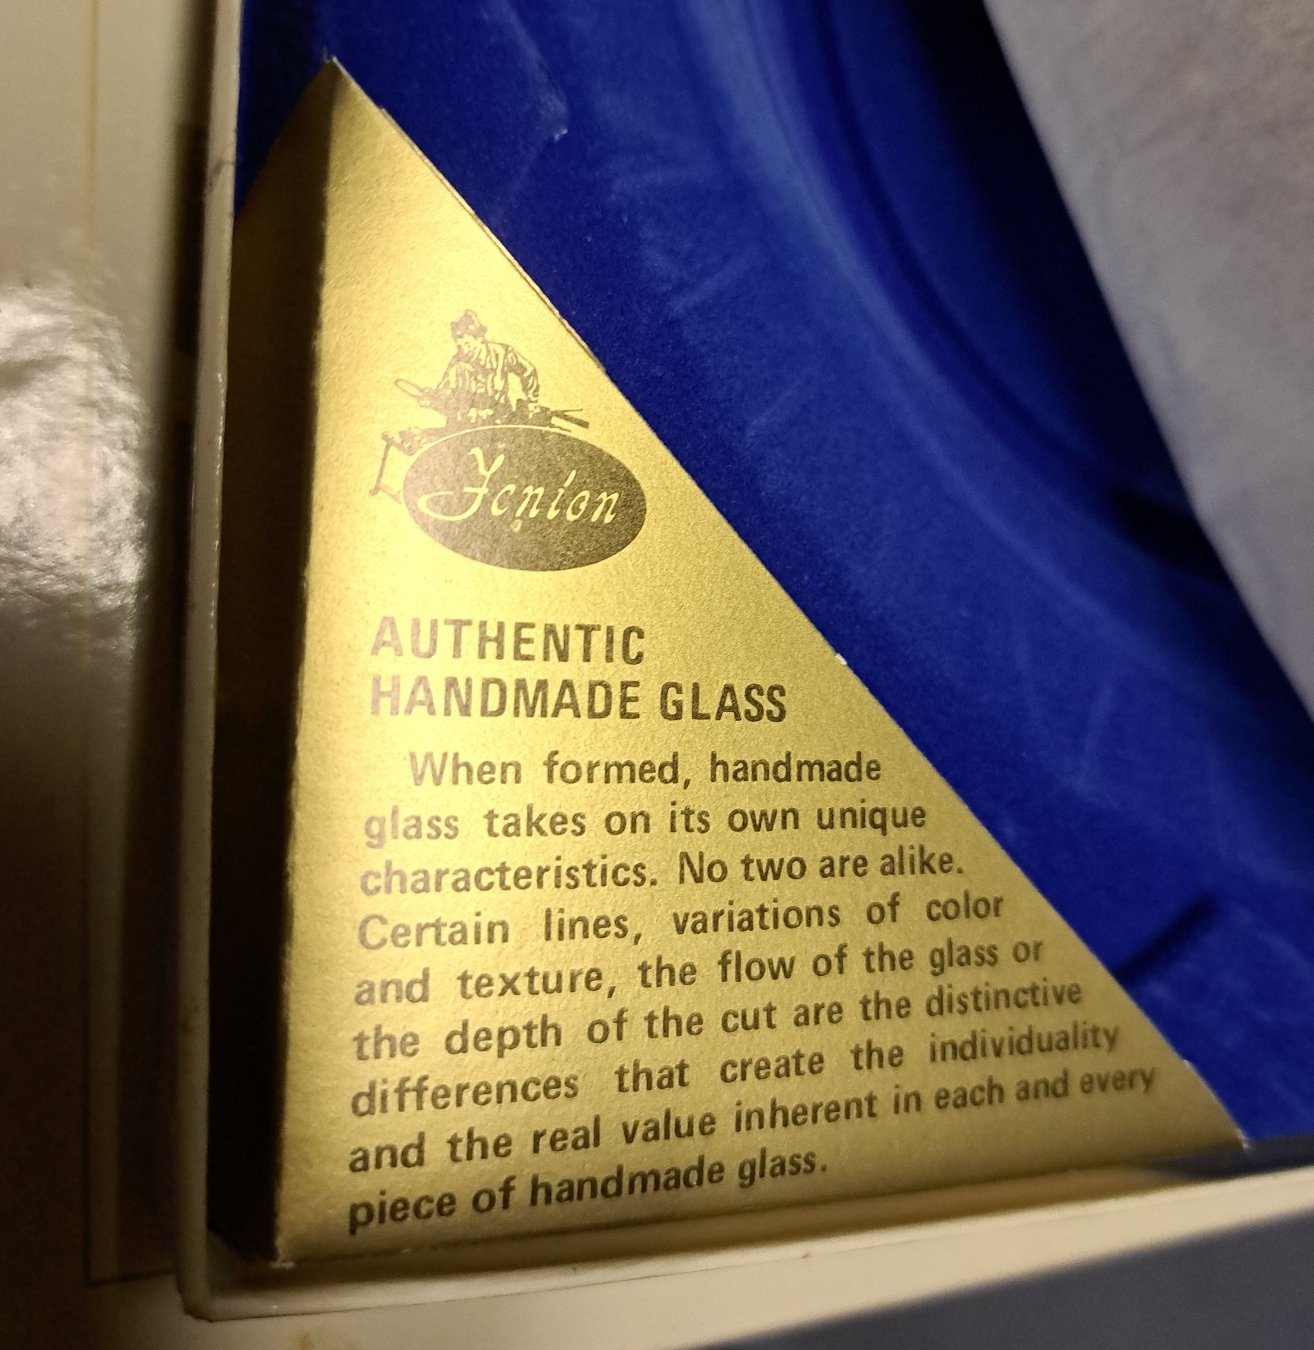 Fenton
AUTHENTIC
HANDMADE GLASS
When formed, handmade
glass takes on its own unique
characteristics. No two are alike.
Certain lines, variations of color
and texture, the flow of the glass or
the depth of the cut are the distinctive
differences that create the individuality
and the real value inherent in each and every
piece of handmade glass.